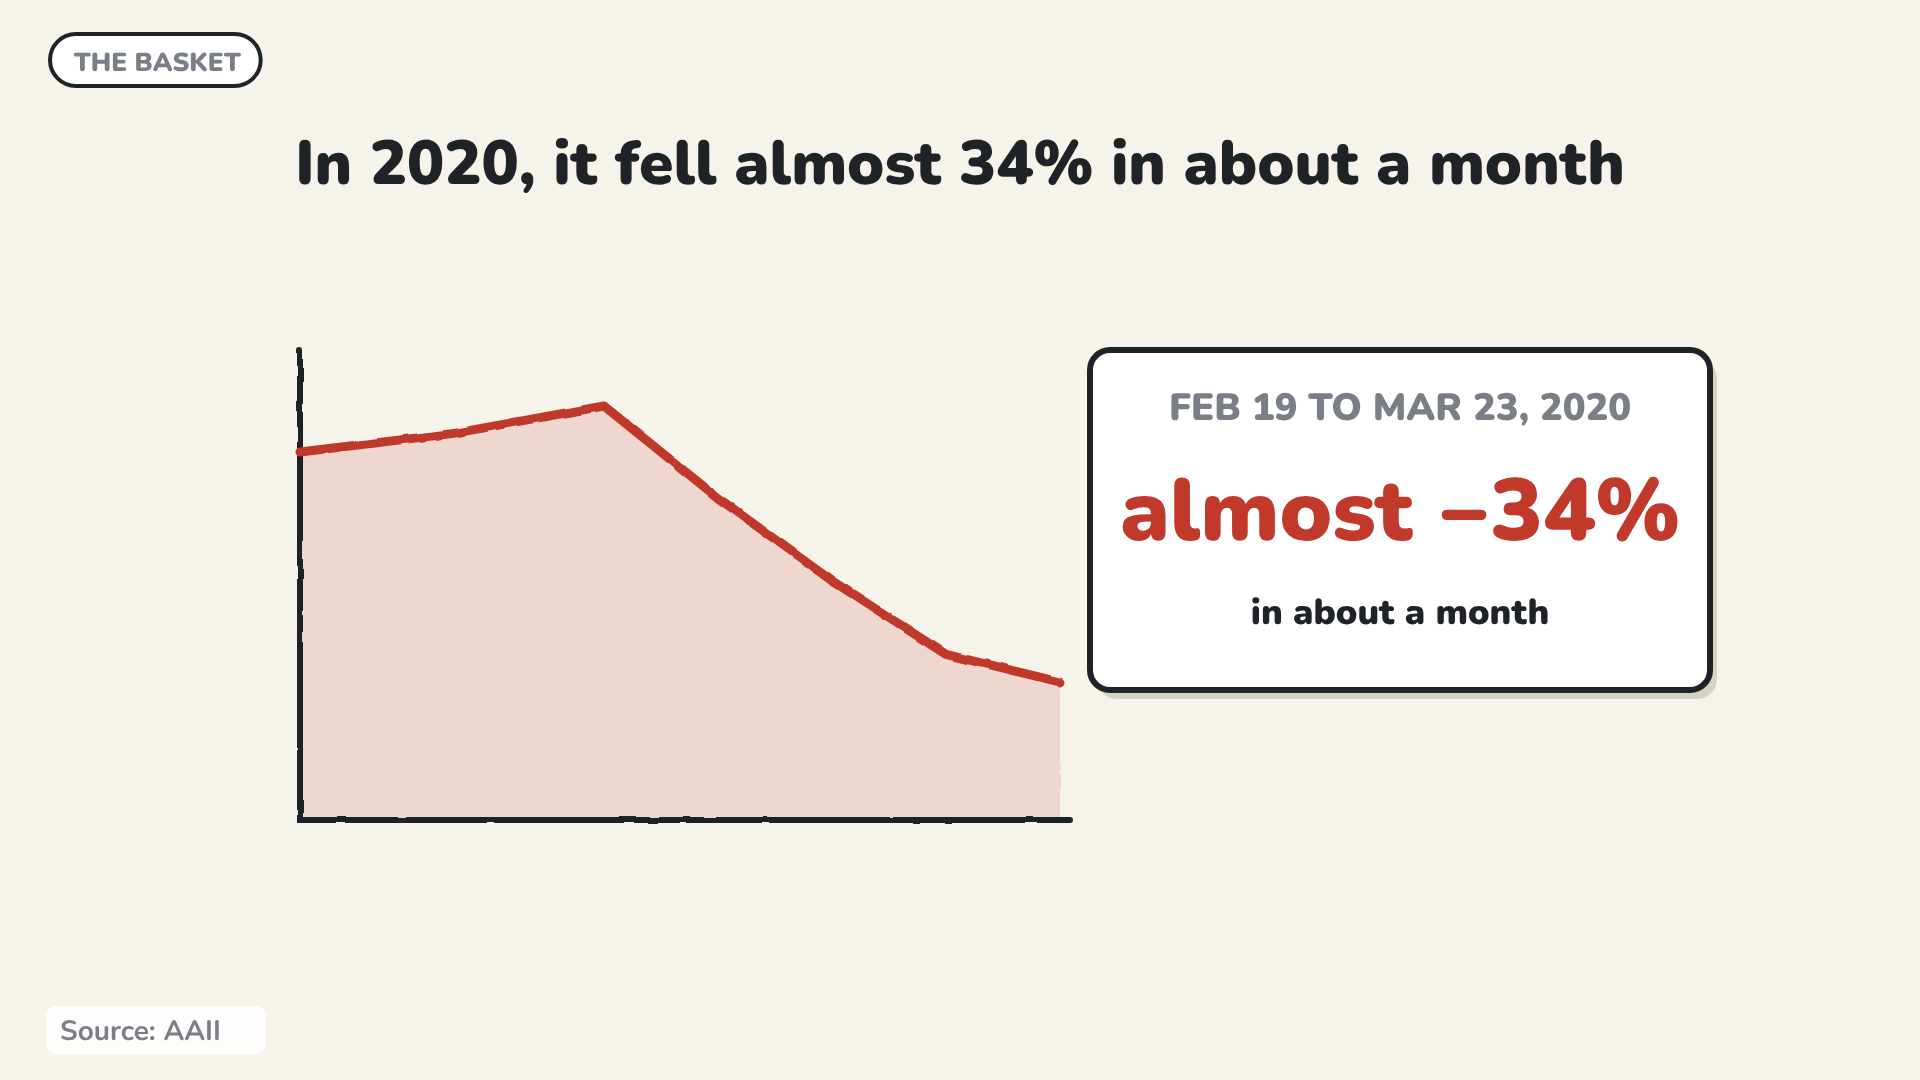 THE BASKET
In 2020, it fell almost 34% in about a month
FEB 19 TO MAR 23, 2020
almost −34%
in about a month
Source: AAII